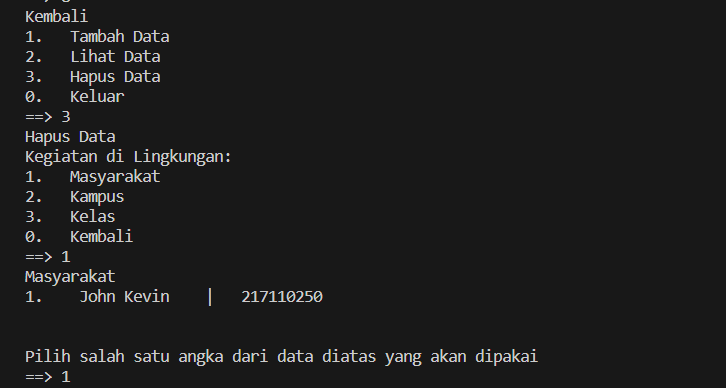 Kembali
1. Tambah Data
2. Lihat Data
3. Hapus Data
0. Keluar
==> 3
Hapus Data
Kegiatan di Lingkungan:
1. Masyarakat
2. Kampus
3. Kelas
0. Kembali
==> 1
Masyarakat
1. John Kevin | 217110250
Pilih salah satu angka dari data diatas yang akan dipakai
==> 1